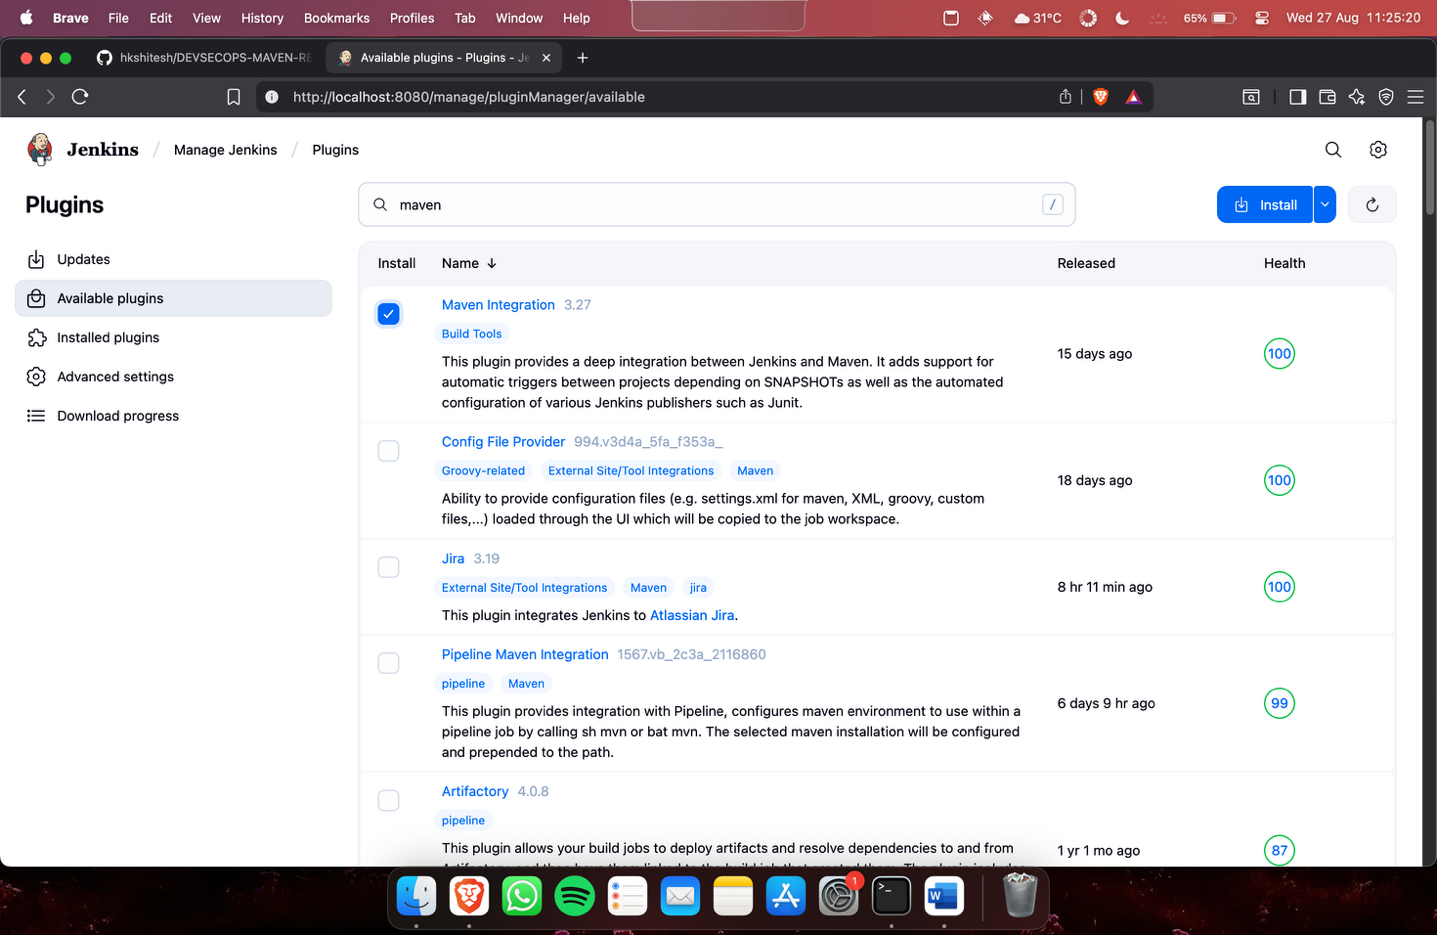 Brave File Edit View History Bookmarks Profiles Tab Window Help 31°C 65% Wed 27 Aug 11:25:20
hkshitesh/DEVSECOPS-MAVEN-RE Available plugins - Plugins - Je
http://localhost:8080/manage/pluginManager/available
Jenkins / Manage Jenkins / Plugins
Plugins
maven /
Install
Updates
Available plugins
Installed plugins
Advanced settings
Download progress
Install Name ↓ Released Health
Maven Integration 3.27
Build Tools
This plugin provides a deep integration between Jenkins and Maven. It adds support for
automatic triggers between projects depending on SNAPSHOTs as well as the automated
configuration of various Jenkins publishers such as Junit.
15 days ago 100
Config File Provider 994.v3d4a_5fa_f353a_
Groovy-related External Site/Tool Integrations Maven
Ability to provide configuration files (e.g. settings.xml for maven, XML, groovy, custom
files,...) loaded through the UI which will be copied to the job workspace.
18 days ago 100
Jira 3.19
External Site/Tool Integrations Maven jira
This plugin integrates Jenkins to Atlassian Jira.
8 hr 11 min ago 100
Pipeline Maven Integration 1567.vb_2c3a_2116860
pipeline Maven
This plugin provides integration with Pipeline, configures maven environment to use within a
pipeline job by calling sh mvn or bat mvn. The selected maven installation will be configured
and prepended to the path.
6 days 9 hr ago 99
Artifactory 4.0.8
pipeline
This plugin allows your build jobs to deploy artifacts and resolve dependencies to and from
1 yr 1 mo ago 87
1
W